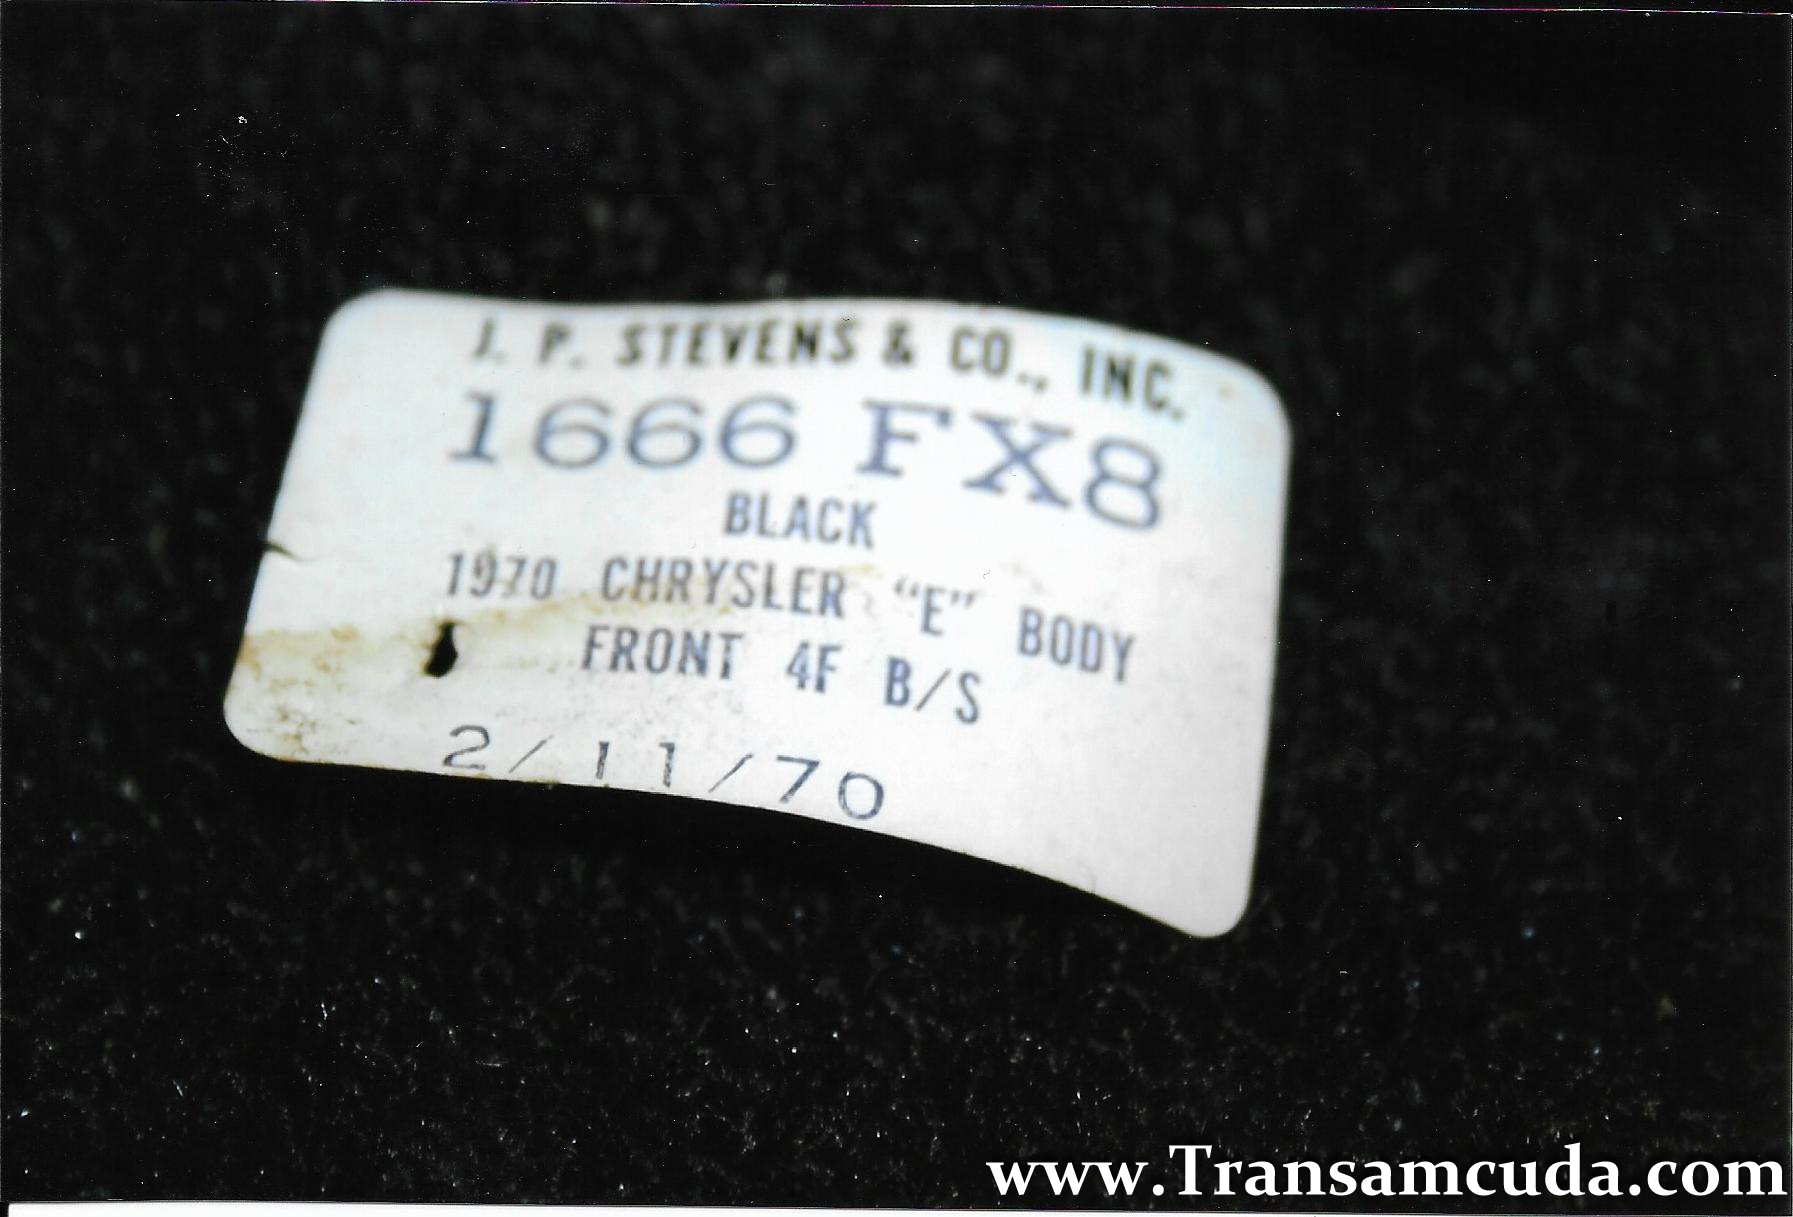 J. P. STEVENS & CO., INC.
1666 FX8
BLACK
1970 CHRYSLER "E" BODY
FRONT 4F B/S
2/11/70
www.Transamcuda.com